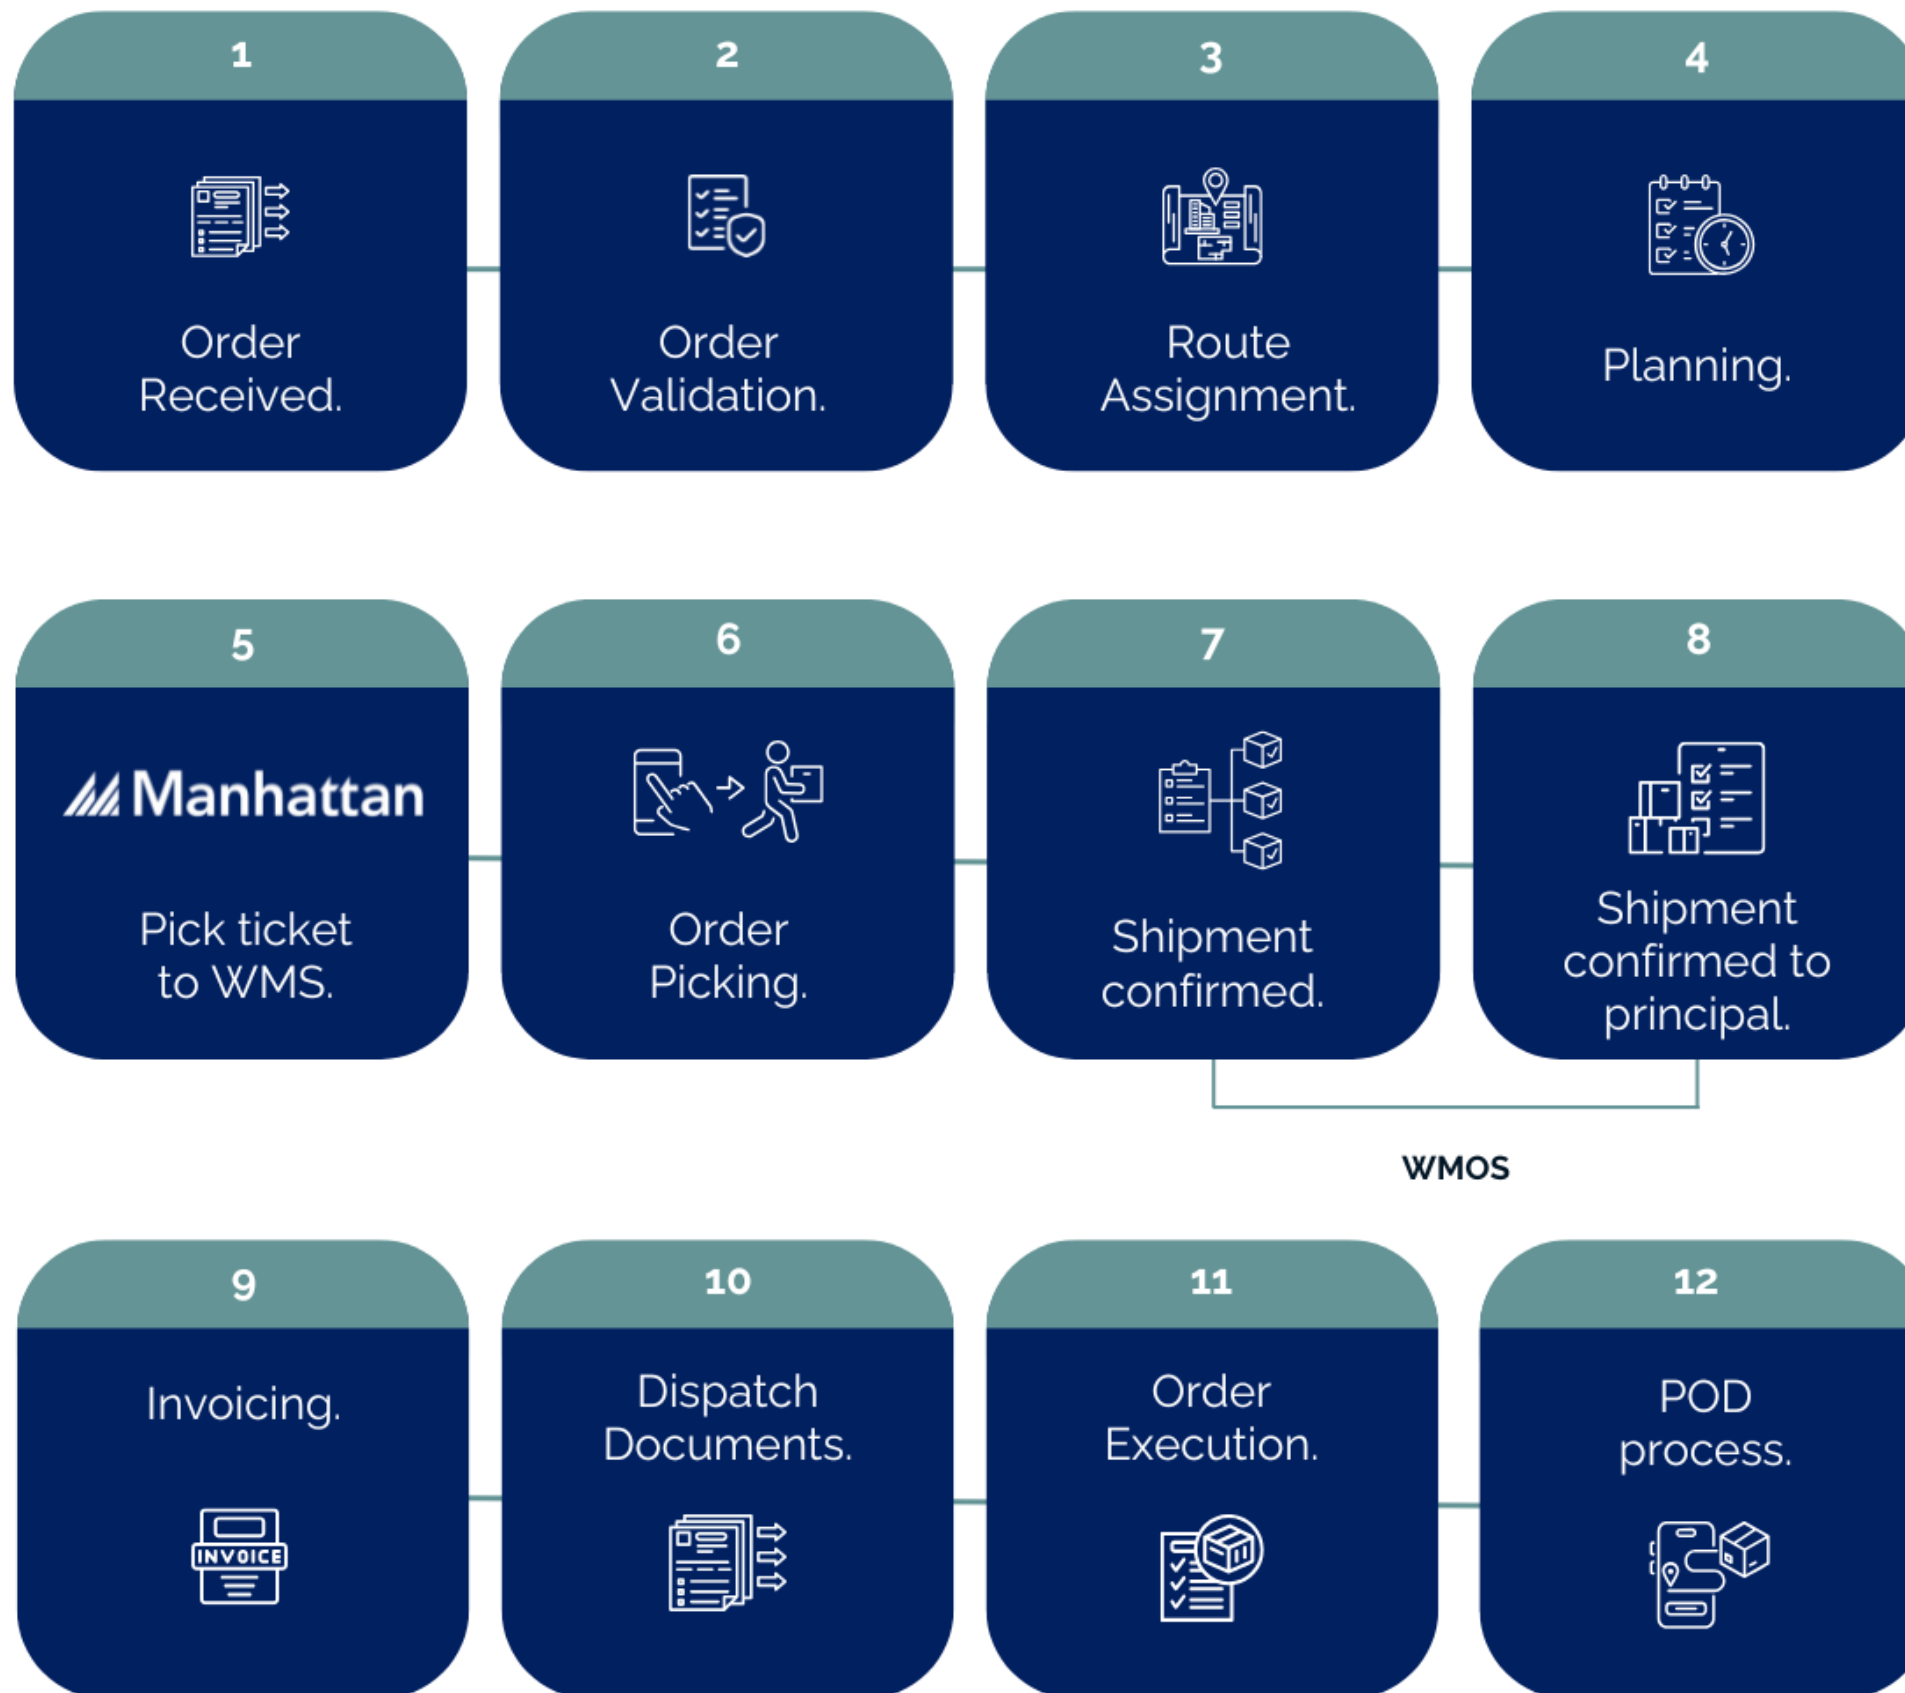 1
Order
Received.
2
Order
Validation.
3
Route
Assignment.
4
Planning.
5
Manhattan
Pick ticket
to WMS.
6
Order
Picking.
7
Shipment
confirmed.
8
Shipment
confirmed to
principal.
WMOS
9
Invoicing.
INVOICE
10
Dispatch
Documents.
11
Order
Execution.
12
POD
process.